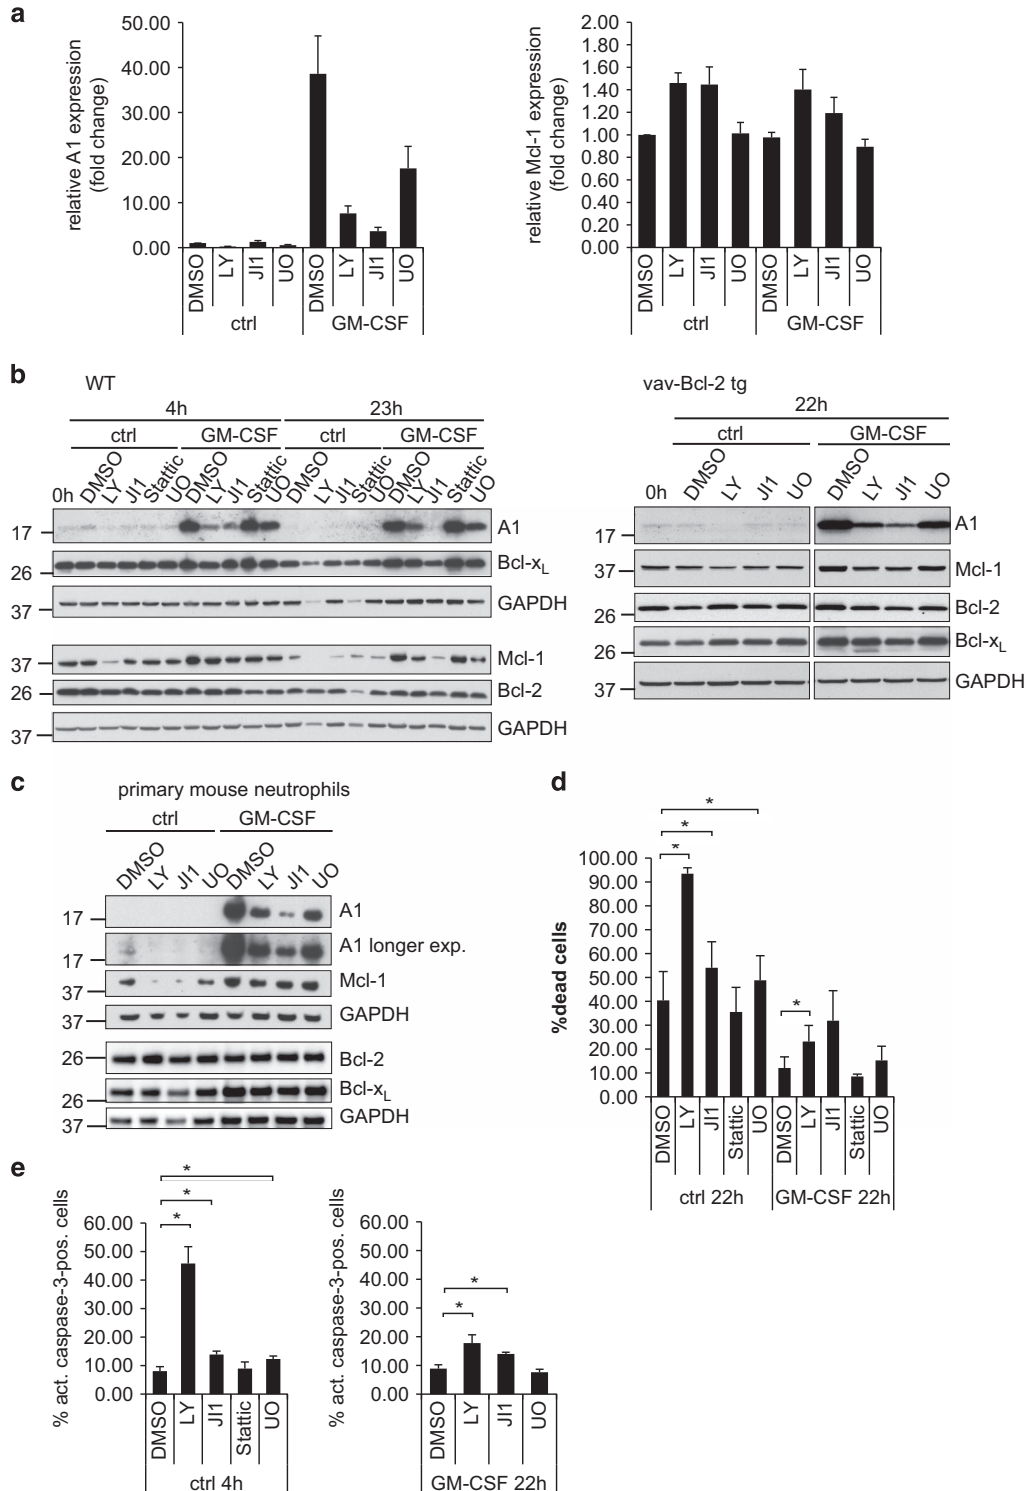 a
relative A1 expression
(fold change)
50.00
40.00
30.00
20.00
10.00
0.00
DMSO
LY
JI1
UO
DMSO
LY
JI1
UO
ctrl
GM-CSF
relative Mcl-1 expression
(fold change)
2.00
1.80
1.60
1.40
1.20
1.00
0.80
0.60
0.40
0.20
0.00
DMSO
LY
JI1
UO
DMSO
LY
JI1
UO
ctrl
GM-CSF
b
WT
4h
23h
ctrl
GM-CSF
ctrl
GM-CSF
0h
DMSO
LY
JI1
Stattic
UO
DMSO
LY
JI1
Stattic
UO
DMSO
LY
JI1
Stattic
UO
DMSO
LY
JI1
Stattic
UO
17
A1
26
Bcl-xL
37
GAPDH
37
Mcl-1
26
Bcl-2
37
GAPDH
vav-Bcl-2 tg
22h
ctrl
GM-CSF
0h
DMSO
LY
JI1
UO
DMSO
LY
JI1
UO
17
A1
37
Mcl-1
26
Bcl-2
26
Bcl-xL
37
GAPDH
c
primary mouse neutrophils
ctrl
GM-CSF
DMSO
LY
JI1
UO
DMSO
LY
JI1
UO
17
A1
17
A1 longer exp.
37
Mcl-1
37
GAPDH
26
Bcl-2
26
Bcl-xL
37
GAPDH
d
%dead cells
100.00
90.00
80.00
70.00
60.00
50.00
40.00
30.00
20.00
10.00
0.00
*
*
*
*
DMSO
LY
JI1
Stattic
UO
DMSO
LY
JI1
Stattic
UO
ctrl 22h
GM-CSF 22h
e
% act. caspase-3-pos. cells
60.00
50.00
40.00
30.00
20.00
10.00
0.00
*
*
*
DMSO
LY
JI1
Stattic
UO
ctrl 4h
% act. caspase-3-pos. cells
60.00
50.00
40.00
30.00
20.00
10.00
0.00
*
*
DMSO
LY
JI1
UO
GM-CSF 22h